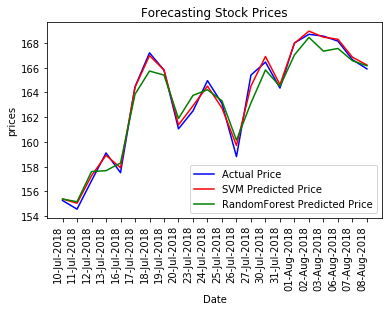 Forecasting Stock Prices
prices
168
166
164
162
160
158
156
154
Actual Price
SVM Predicted Price
RandomForest Predicted Price
10-Jul-2018
11-Jul-2018
12-Jul-2018
13-Jul-2018
16-Jul-2018
17-Jul-2018
18-Jul-2018
19-Jul-2018
20-Jul-2018
23-Jul-2018
24-Jul-2018
25-Jul-2018
26-Jul-2018
27-Jul-2018
30-Jul-2018
31-Jul-2018
01-Aug-2018
02-Aug-2018
03-Aug-2018
06-Aug-2018
07-Aug-2018
08-Aug-2018
Date